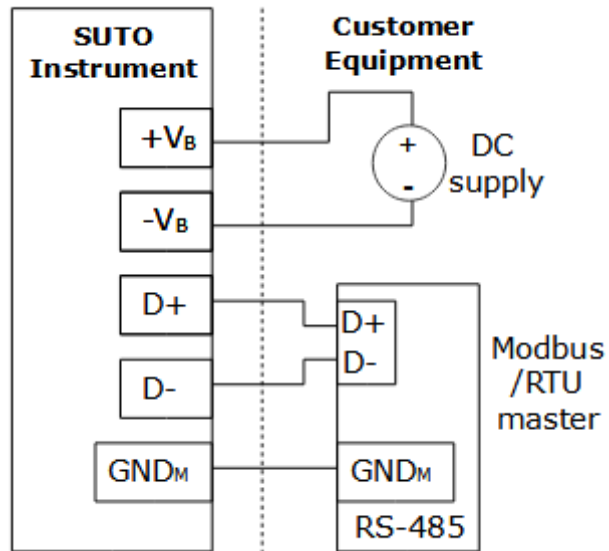 SUTO
Instrument
Customer
Equipment
+VB
-VB
D+
D-
GNDM
+
-
DC
supply
D+
D-
GNDM
RS-485
Modbus
/RTU
master